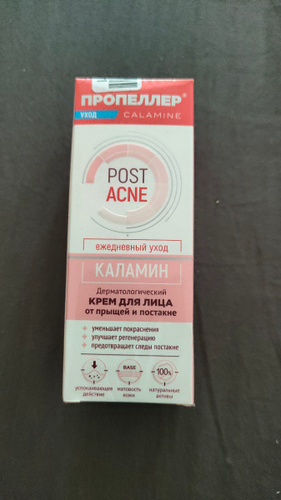 ПРОПЕЛЛЕР®
УХОД
CALAMINE
POST
ACNE
ежедневный уход
КАЛАМИН
Дерматологический
КРЕМ ДЛЯ ЛИЦА
от прыщей и постакне
+ уменьшает покраснения
+ улучшает регенерацию
+ предотвращает следы постакне
BASE
100%
успокаивающее
действие
матовость
кожи
натуральные
активы